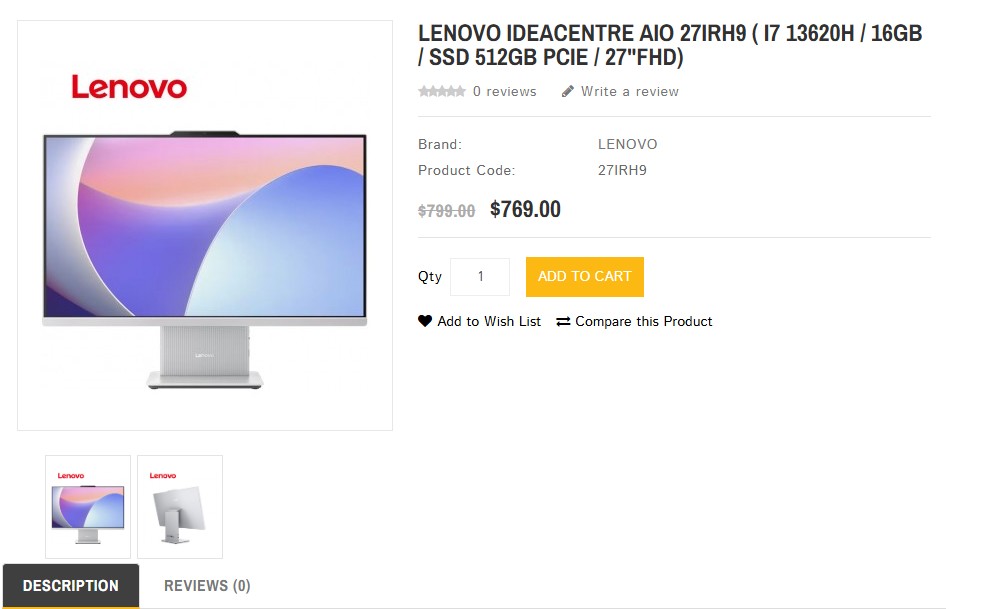 Lenovo
LENOVO IDEACENTRE AIO 27IRH9 ( I7 13620H / 16GB
/ SSD 512GB PCIE / 27"FHD)
0 reviews Write a review
Brand: LENOVO
Product Code: 27IRH9
$799.00 $769.00
Qty 1 ADD TO CART
Add to Wish List Compare this Product
Lenovo
Lenovo
Lenovo
DESCRIPTION REVIEWS (0)